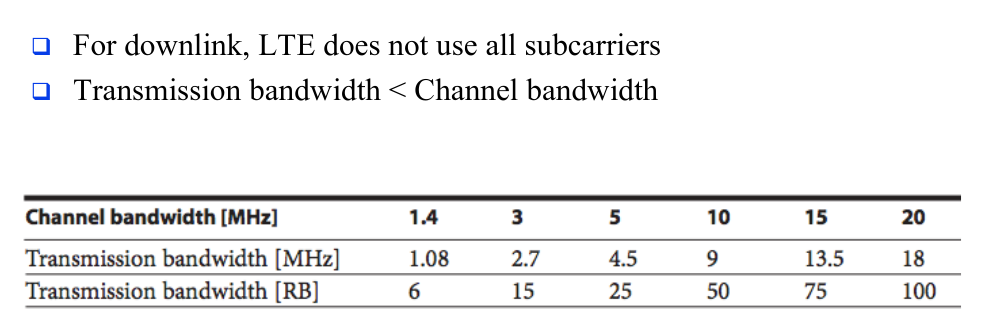 For downlink, LTE does not use all subcarriers
Transmission bandwidth < Channel bandwidth
Channel bandwidth [MHz] 1.4 3 5 10 15 20
Transmission bandwidth [MHz] 1.08 2.7 4.5 9 13.5 18
Transmission bandwidth [RB] 6 15 25 50 75 100